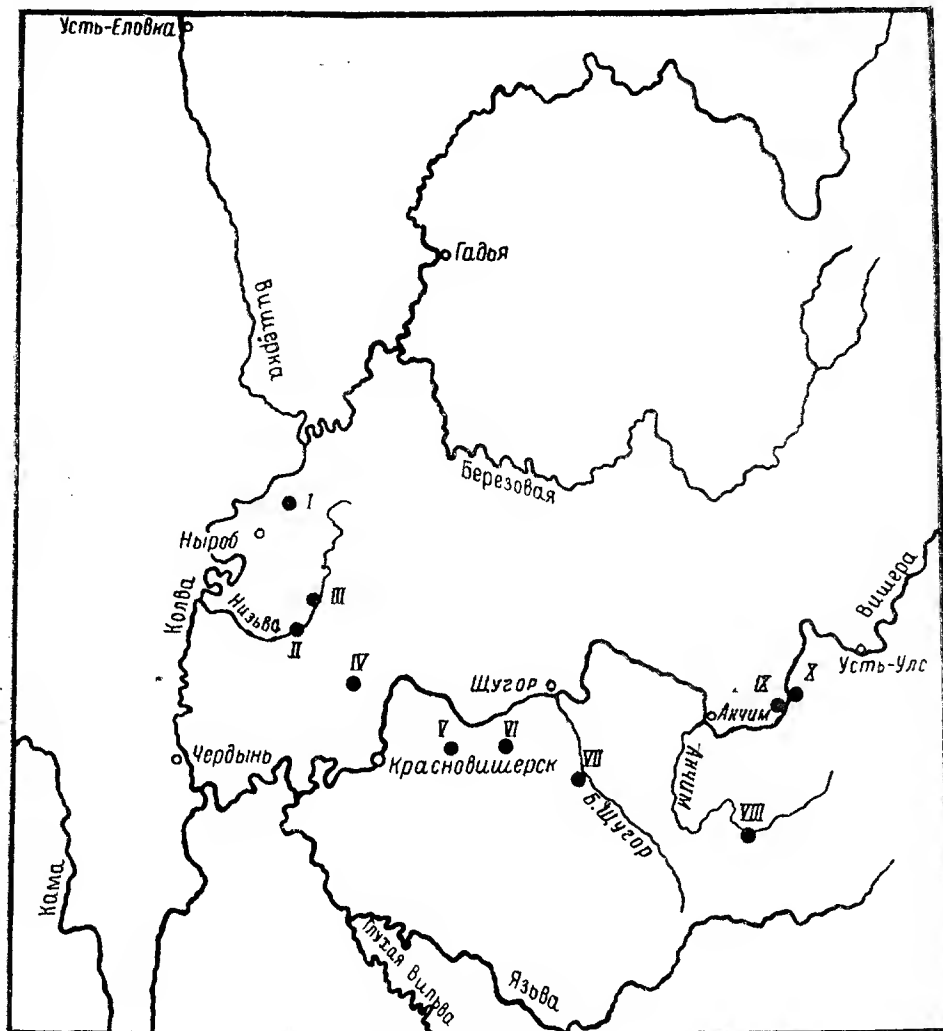 Усть-Еловка
Гадья
Вишерка
Березовая
I
Ныроб
Колва
Низьва
III
II
Вишера
IV
Щугор
Усть-Улс
IX
X
Акчим
V
VI
Чердынь
Красновишерск
VII
Акчим
Б.Щугор
VIII
Кама
Глухая Вильва
Язьва